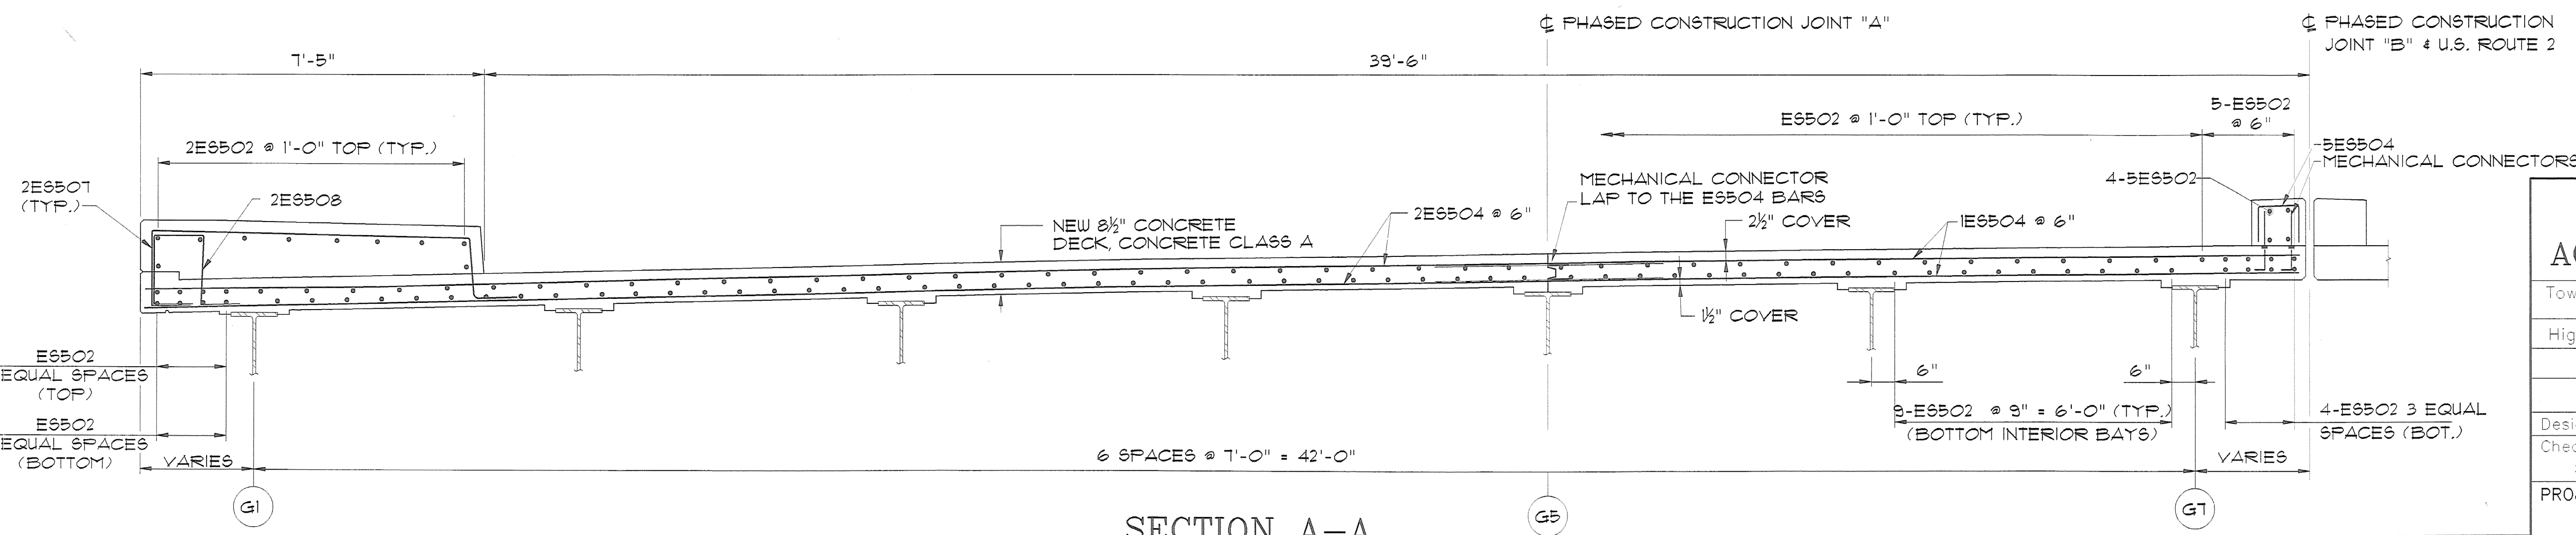 ℄ PHASED CONSTRUCTION JOINT "A"
℄ PHASED CONSTRUCTION
JOINT "B" & U.S. ROUTE 2
7'-5"
39'-6"
5-ES502
@ 6"
ES502 @ 1'-0" TOP (TYP.)
2ES502 @ 1'-0" TOP (TYP.)
5ES504
MECHANICAL CONNECTORS
4-5ES502
MECHANICAL CONNECTOR
LAP TO THE ES504 BARS
2ES507
(TYP.)
2ES508
2ES504 @ 6"
2½" COVER
1ES504 @ 6"
NEW 8½" CONCRETE
DECK, CONCRETE CLASS A
1½" COVER
ES502
EQUAL SPACES
(TOP)
6"
6"
9-ES502 @ 9" = 6'-0" (TYP.)
(BOTTOM INTERIOR BAYS)
4-ES502 3 EQUAL
SPACES (BOT.)
ES502
EQUAL SPACES
(BOTTOM)
VARIES
6 SPACES @ 7'-0" = 42'-0"
VARIES
G1
G5
G7
SECTION A-A